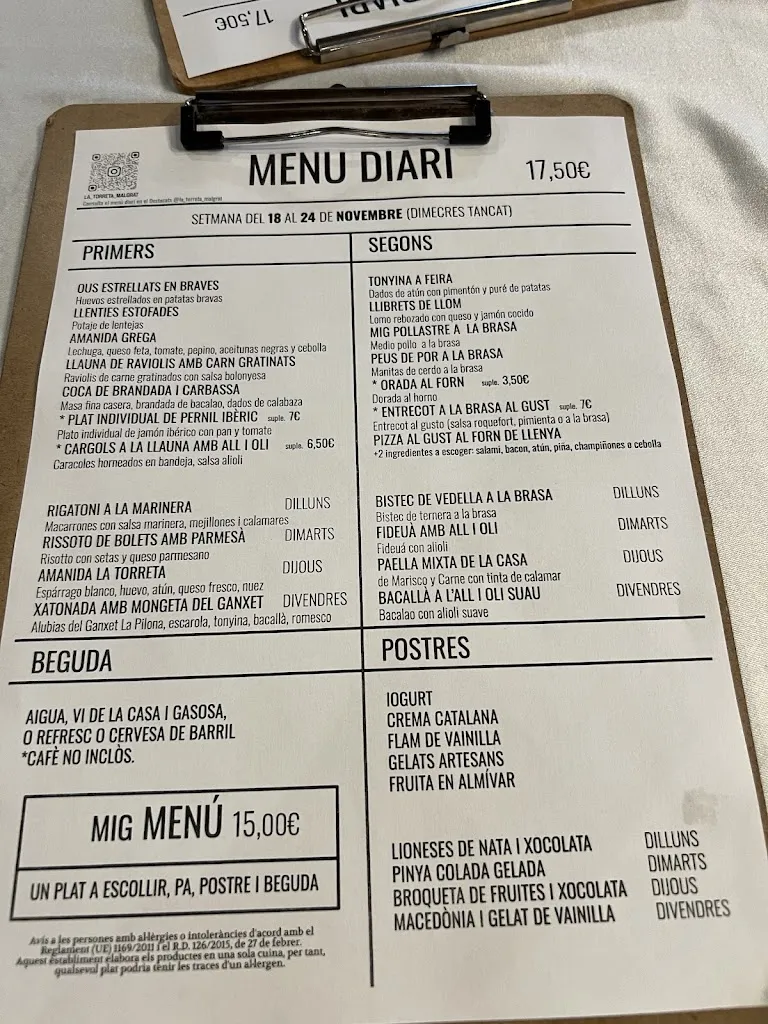 17,50€
MENU DIARI
17,50€
LA_TORRETA_MALGRAT
Consulta el menú diari en el Destacats @la_torreta_malgrat
SETMANA DEL 18 AL 24 DE NOVEMBRE (DIMECRES TANCAT)
PRIMERS
OUS ESTRELLATS EN BRAVES
Huevos estrellados en patatas bravas
LLENTIES ESTOFADES
Potaje de lentejas
AMANIDA GREGA
Lechuga, queso feta, tomate, pepino, aceitunas negras y cebolla
LLAUNA DE RAVIOLIS AMB CARN GRATINATS
Raviolis de carne gratinados con salsa bolonyesa
COCA DE BRANDADA I CARBASSA
Masa fina casera, brandada de bacalao, dados de calabaza
* PLAT INDIVIDUAL DE PERNIL IBÈRIC suple. 7€
Plato individual de jamón ibérico con pan y tomate
* CARGOLS A LA LLAUNA AMB ALL I OLI suple. 6,50€
Caracoles horneados en bandeja, salsa alioli
RIGATONI A LA MARINERA DILLUNS
Macarrones con salsa marinera, mejillones i calamares
RISSOTO DE BOLETS AMB PARMESÀ DIMARTS
Risotto con setas y queso parmesano
AMANIDA LA TORRETA DIJOUS
Espárrago blanco, huevo, atún, queso fresco, nuez
XATONADA AMB MONGETA DEL GANXET DIVENDRES
Alubias del Ganxet La Pilona, escarola, tonyina, bacallà, romesco
SEGONS
TONYINA A FEIRA
Dados de atún con pimentón y puré de patatas
LLIBRETS DE LLOM
Lomo rebozado con queso y jamón cocido
MIG POLLASTRE A LA BRASA
Medio pollo a la brasa
PEUS DE POR A LA BRASA
Manitas de cerdo a la brasa
* ORADA AL FORN suple. 3,50€
Dorada al horno
* ENTRECOT A LA BRASA AL GUST suple. 7€
Entrecot al gusto (salsa roquefort, pimienta o a la brasa)
PIZZA AL GUST AL FORN DE LLENYA
+2 ingredientes a escoger: salami, bacon, atún, piña, champiñones o cebolla
BISTEC DE VEDELLA A LA BRASA DILLUNS
Bistec de ternera a la brasa
FIDEUÀ AMB ALL I OLI DIMARTS
Fideuá con alioli
PAELLA MIXTA DE LA CASA DIJOUS
de Marisco y Carne con tinta de calamar
BACALLÀ A L'ALL I OLI SUAU DIVENDRES
Bacalao con alioli suave
BEGUDA
AIGUA, VI DE LA CASA I GASOSA,
O REFRESC O CERVESA DE BARRIL
*CAFÈ NO INCLÒS.
MIG MENÚ 15,00€
UN PLAT A ESCOLLIR, PA, POSTRE I BEGUDA
Avís a les persones amb al·lèrgies o intoleràncies d'acord amb el
Reglament (UE) 1169/2011 i el R.D. 126/2015, de 27 de febrer.
Aquest establiment elabora els productes en una sola cuina, per tant,
qualsevol plat podria tenir les traces d'un al·lergen.
POSTRES
IOGURT
CREMA CATALANA
FLAM DE VAINILLA
GELATS ARTESANS
FRUITA EN ALMÍVAR
LIONESES DE NATA I XOCOLATA DILLUNS
PINYA COLADA GELADA DIMARTS
BROQUETA DE FRUITES I XOCOLATA DIJOUS
MACEDÒNIA I GELAT DE VAINILLA DIVENDRES